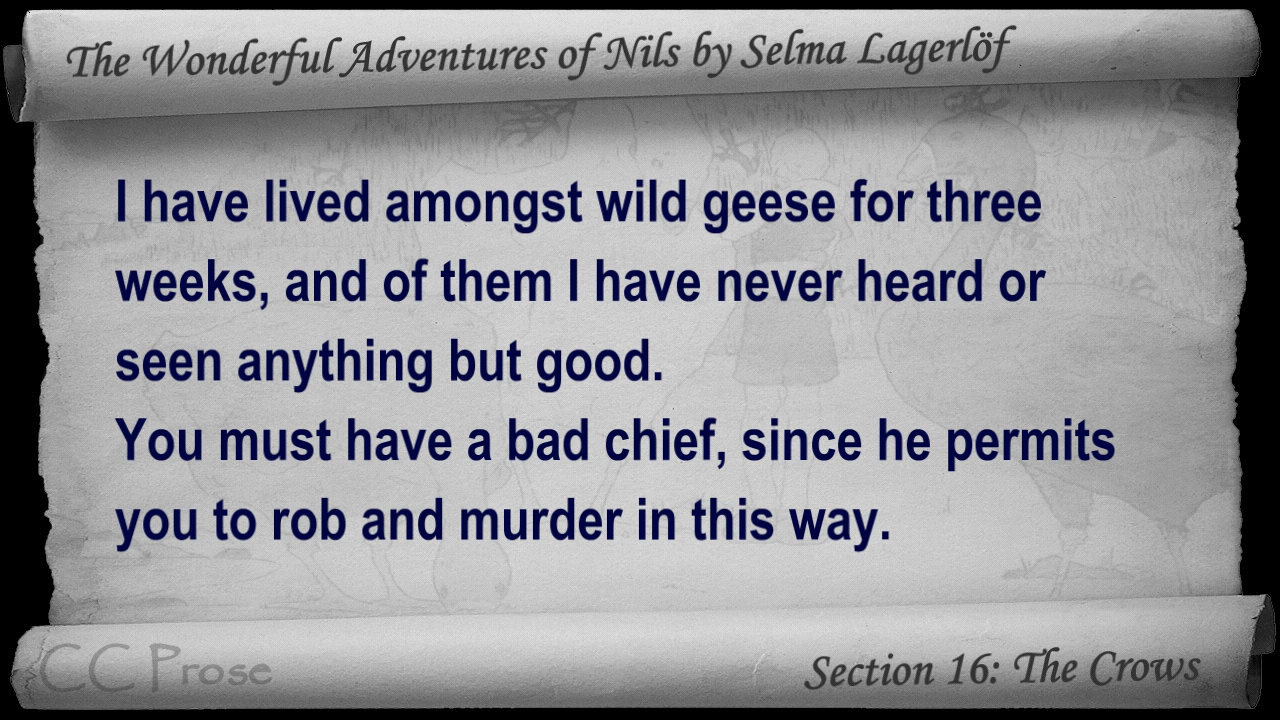 The Wonderful Adventures of Nils by Selma Lagerlöf
I have lived amongst wild geese for three
weeks, and of them I have never heard or
seen anything but good.
You must have a bad chief, since he permits
you to rob and murder in this way.
CC Prose
Section 16: The Crows